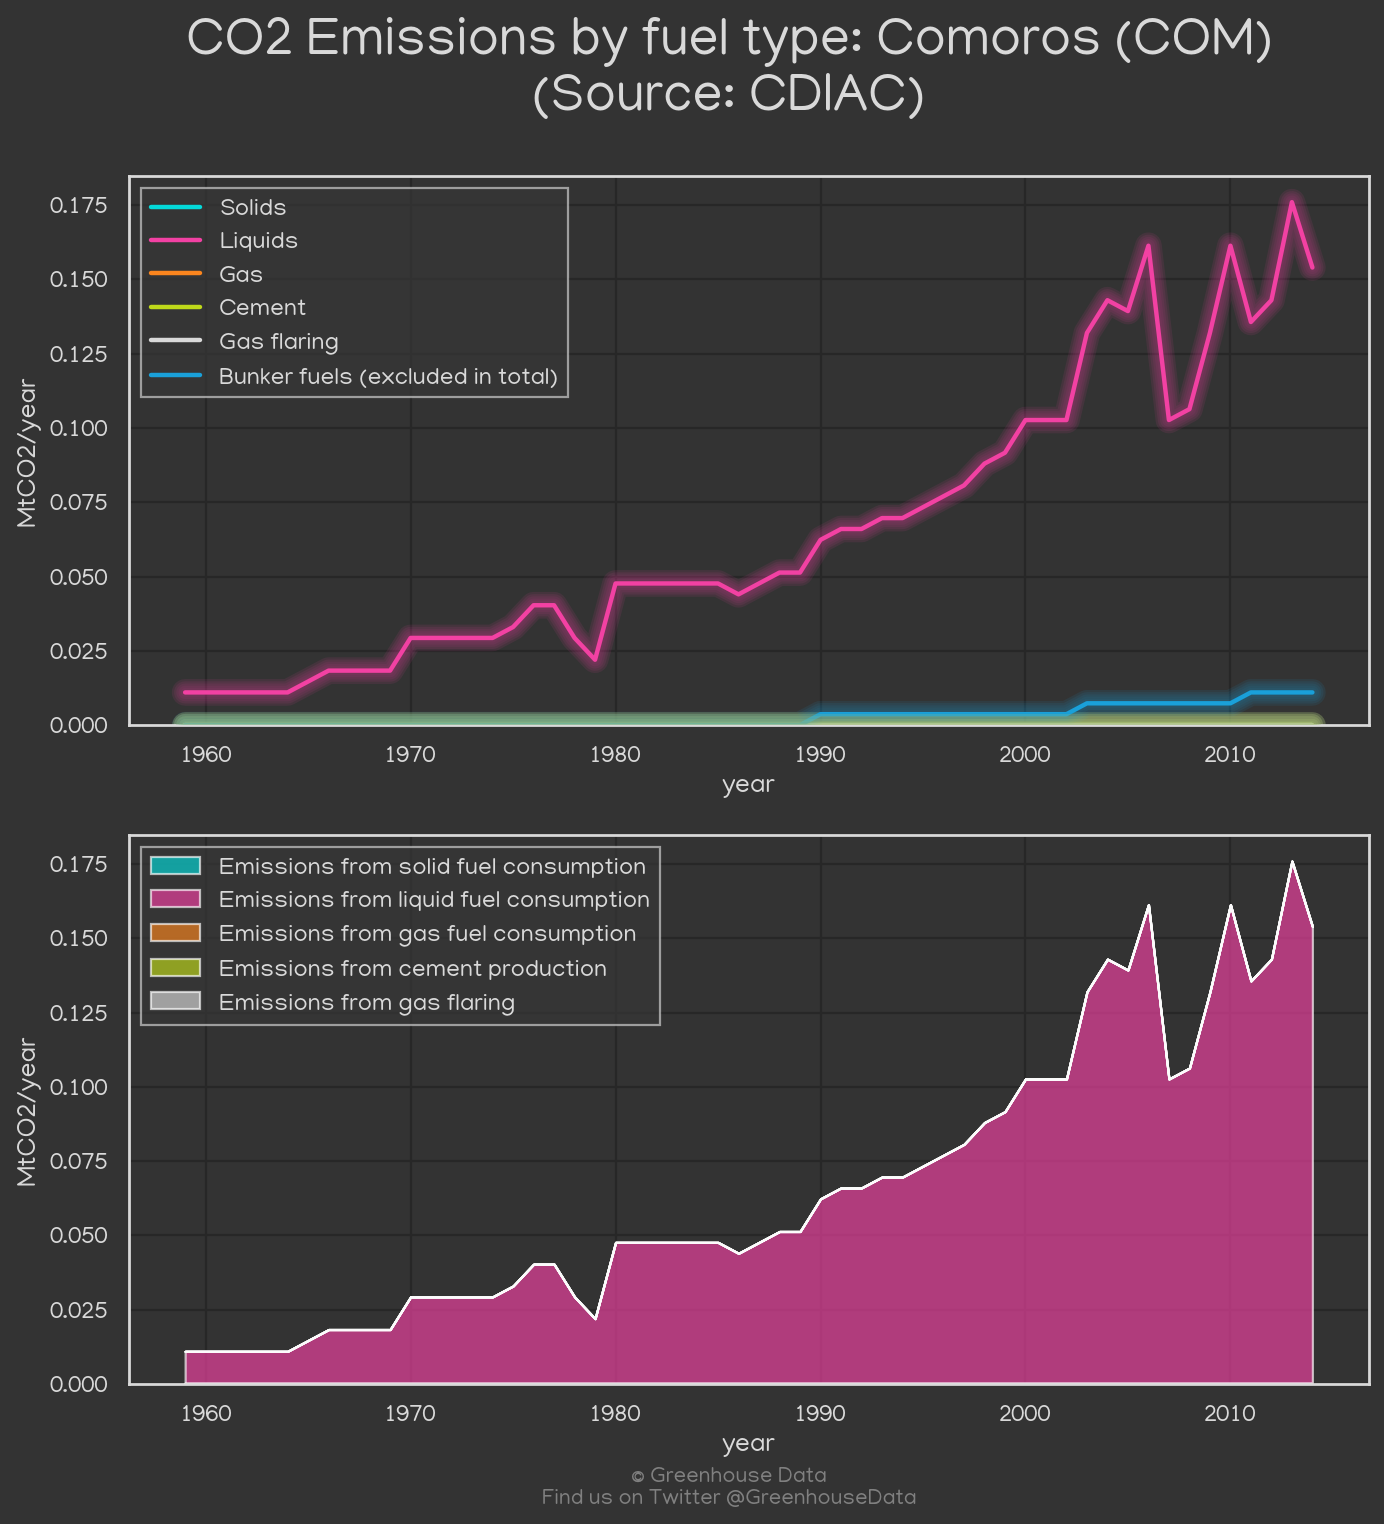 CO2 Emissions by fuel type: Comoros (COM)
(Source: CDIAC)
Solids
Liquids
Gas
Cement
Gas flaring
Bunker fuels (excluded in total)
0.175
0.150
0.125
0.100
0.075
0.050
0.025
0.000
MtCO2/year
1960 1970 1980 1990 2000 2010
year
Emissions from solid fuel consumption
Emissions from liquid fuel consumption
Emissions from gas fuel consumption
Emissions from cement production
Emissions from gas flaring
0.175
0.150
0.125
0.100
0.075
0.050
0.025
0.000
MtCO2/year
1960 1970 1980 1990 2000 2010
year
© Greenhouse Data
Find us on Twitter @GreenhouseData